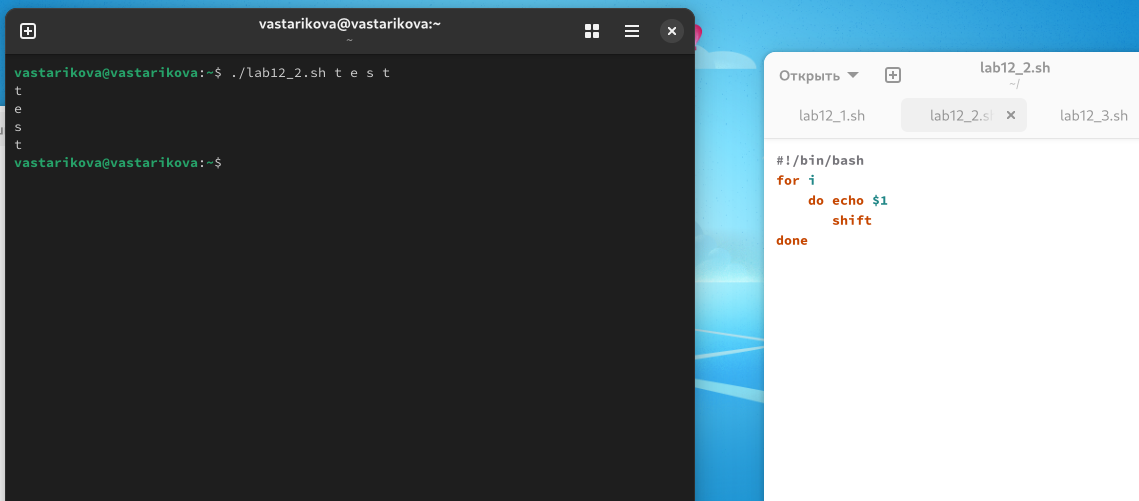 vastarikova@vastarikova:~
~
vastarikova@vastarikova:~$ ./lab12_2.sh t e s t
t
e
s
t
vastarikova@vastarikova:~$
Открыть
lab12_2.sh
~/
lab12_1.sh
lab12_2.sh
lab12_3.sh
#!/bin/bash
for i
    do echo $1
       shift
done